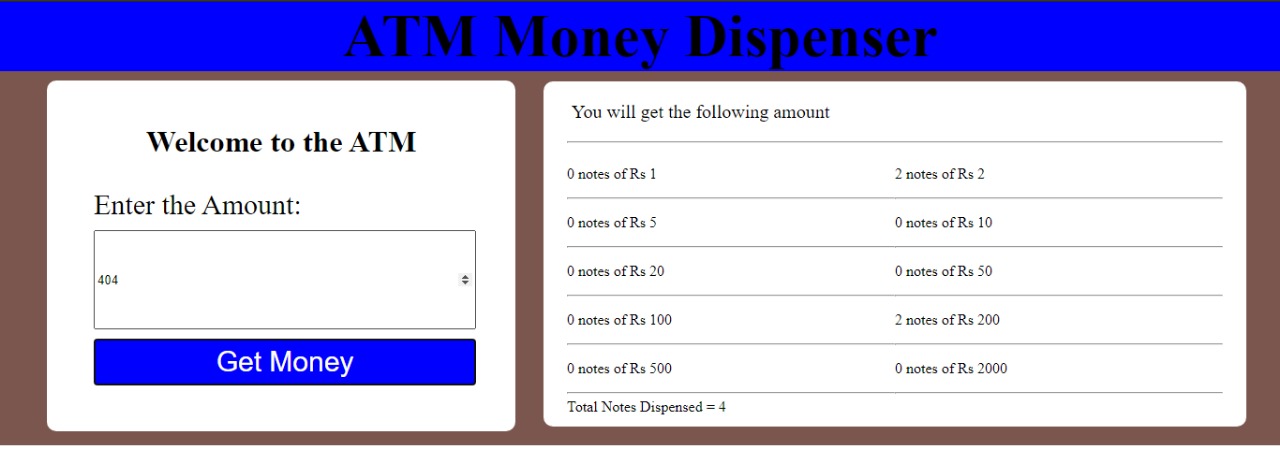 ATM Money Dispenser
Welcome to the ATM
Enter the Amount:
404
Get Money
You will get the following amount
0 notes of Rs 1
2 notes of Rs 2
0 notes of Rs 5
0 notes of Rs 10
0 notes of Rs 20
0 notes of Rs 50
0 notes of Rs 100
2 notes of Rs 200
0 notes of Rs 500
0 notes of Rs 2000
Total Notes Dispensed = 4